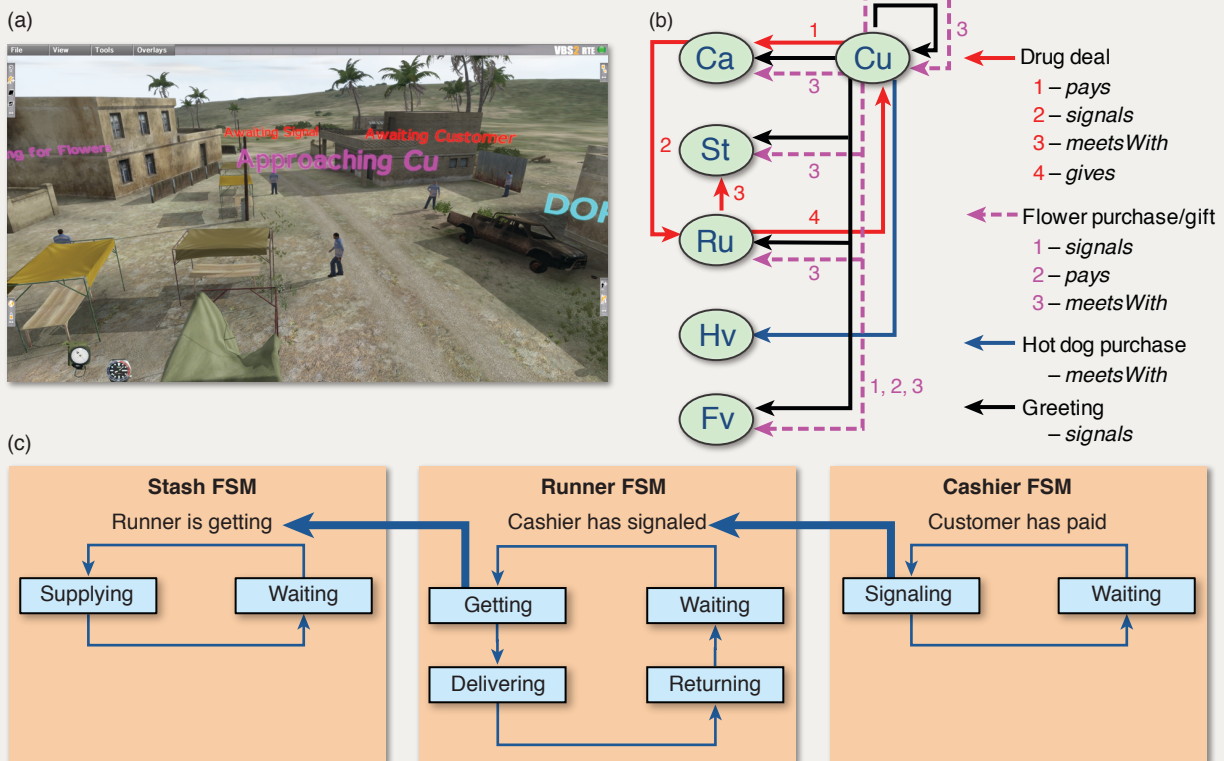 (a)
File View Tools Overlays VBS2 RTE
Awaiting Signal
Awaiting Customer
ng for Flowers
Approaching Cu
DOP
(b)
1
3
Ca
Cu
3
2
St
3
3
4
Ru
3
Hv
1, 2, 3
Fv
Drug deal
1 – pays
2 – signals
3 – meetsWith
4 – gives
Flower purchase/gift
1 – signals
2 – pays
3 – meetsWith
Hot dog purchase
– meetsWith
Greeting
– signals
(c)
Stash FSM
Runner is getting
Supplying
Waiting
Runner FSM
Cashier has signaled
Getting
Waiting
Delivering
Returning
Cashier FSM
Customer has paid
Signaling
Waiting